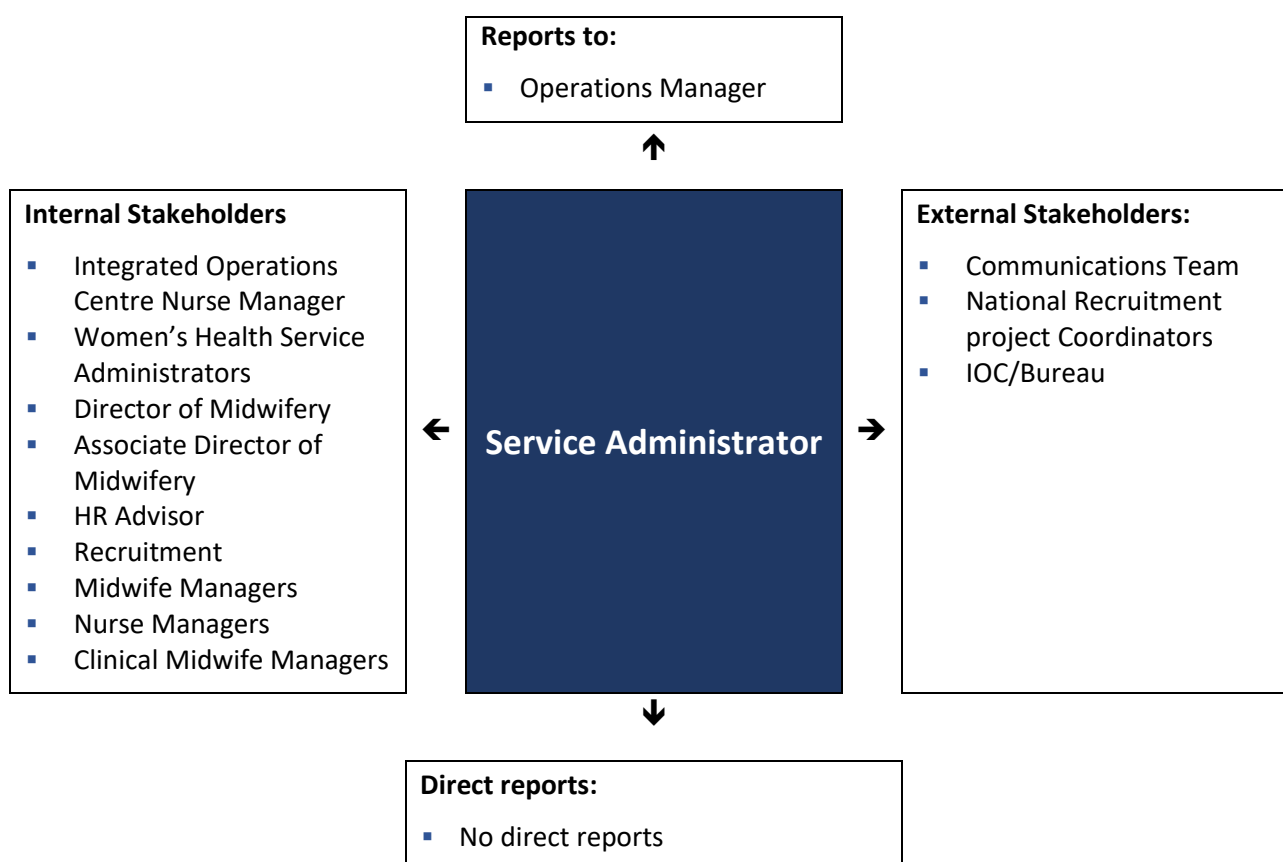 Reports to:
▪ Operations Manager
Internal Stakeholders
▪ Integrated Operations
Centre Nurse Manager
▪ Women’s Health Service
Administrators
▪ Director of Midwifery
▪ Associate Director of
Midwifery
▪ HR Advisor
▪ Recruitment
▪ Midwife Managers
▪ Nurse Managers
▪ Clinical Midwife Managers
Service Administrator
External Stakeholders:
▪ Communications Team
▪ National Recruitment
project Coordinators
▪ IOC/Bureau
Direct reports:
▪ No direct reports